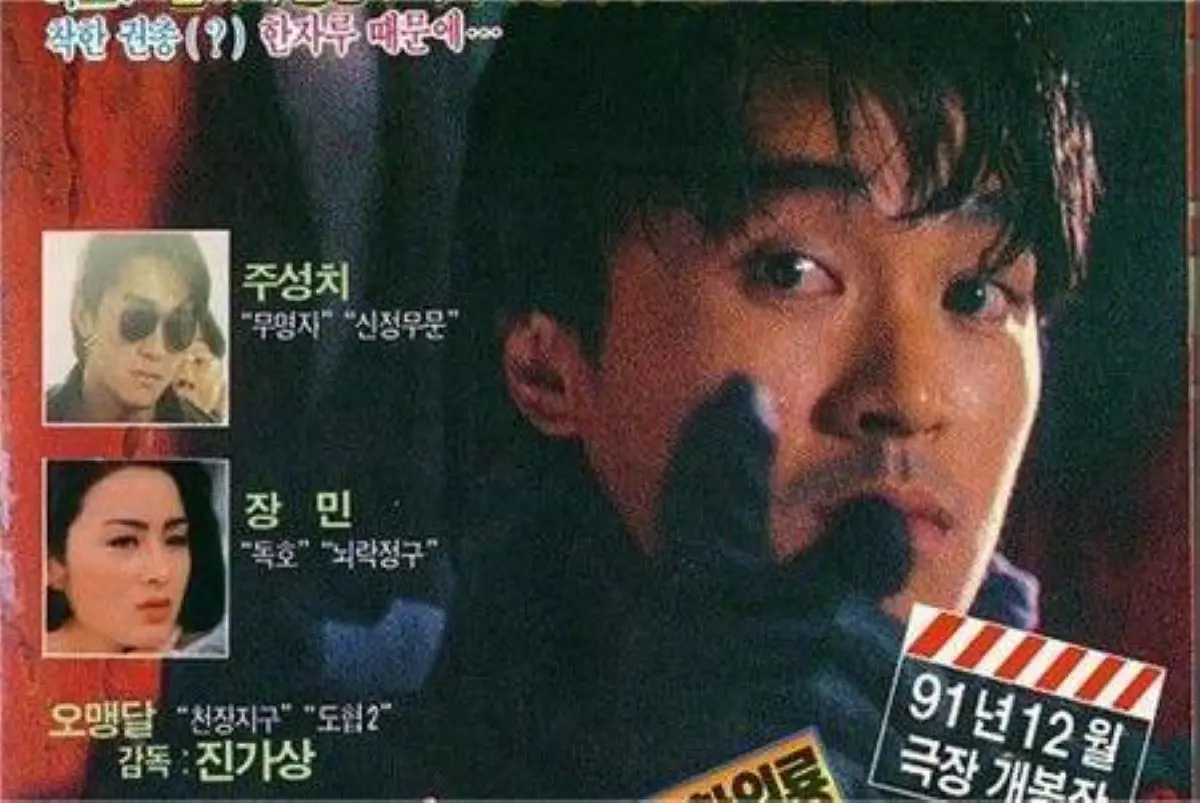 착한 권총(?) 한자루 때문에…
주성치
“무명자” “신정무문”
장 민
“독호” “뇌락정구”
오맹달 “천장지구” “도협2”
감독 : 진가상
91년12월
극장 개봉작